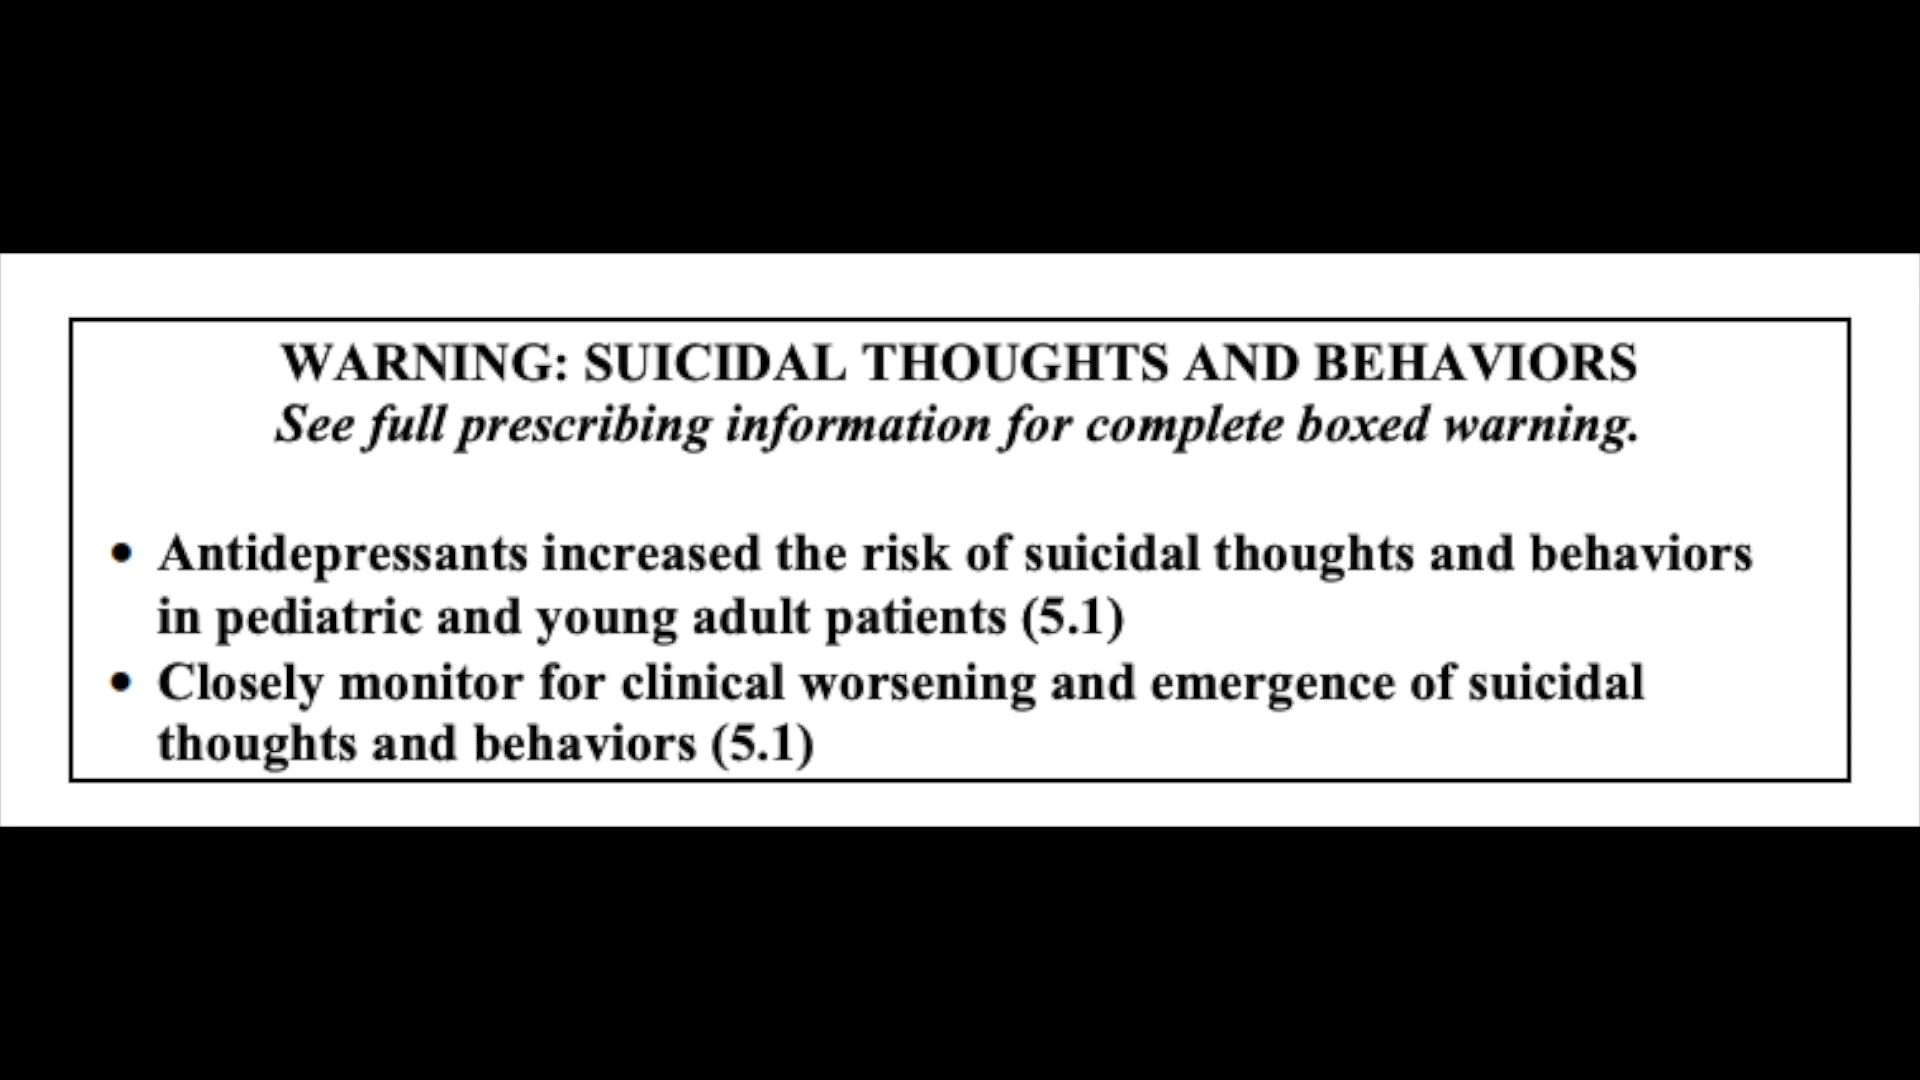 WARNING: SUICIDAL THOUGHTS AND BEHAVIORS
See full prescribing information for complete boxed warning.
• Antidepressants increased the risk of suicidal thoughts and behaviors
in pediatric and young adult patients (5.1)
• Closely monitor for clinical worsening and emergence of suicidal
thoughts and behaviors (5.1)